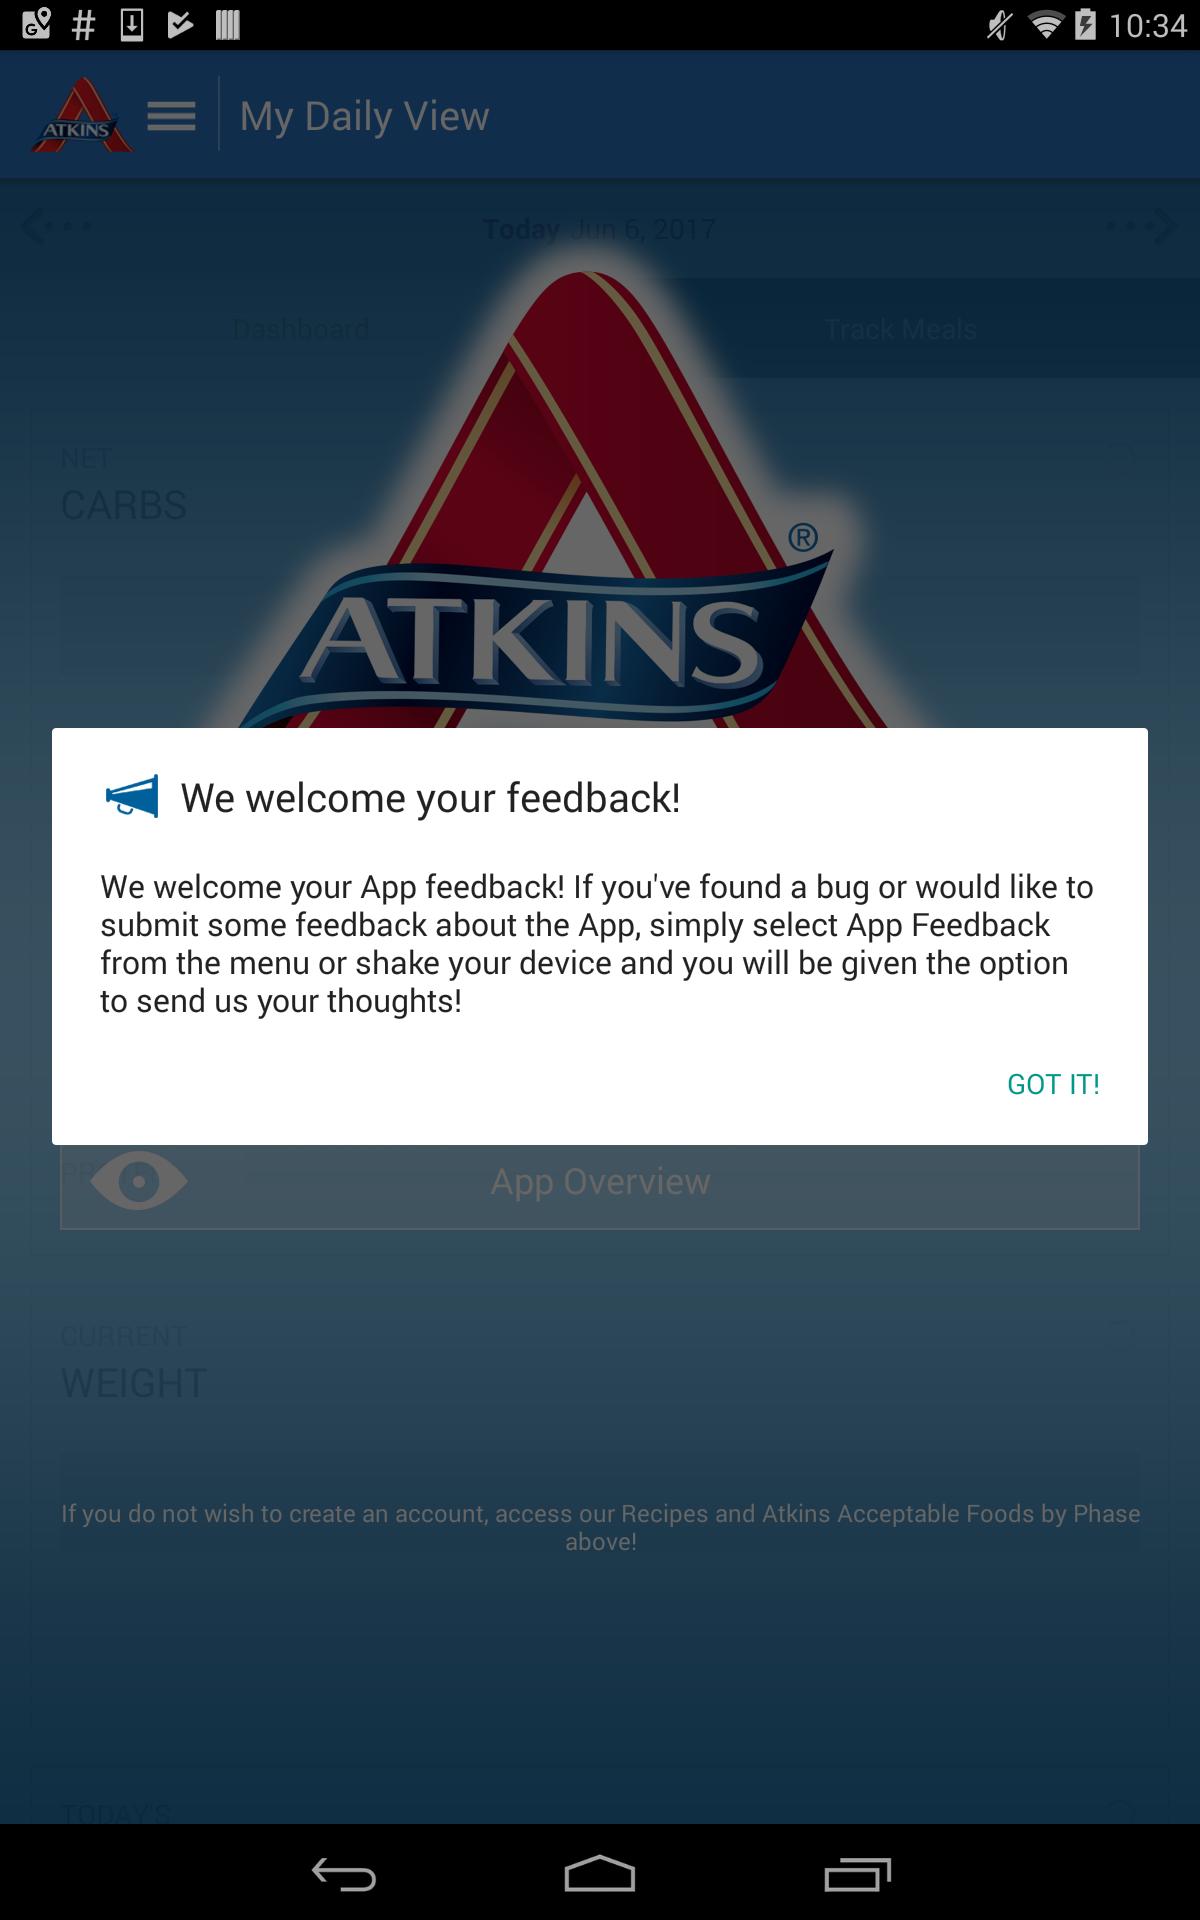 10:34
ATKINS
My Daily View
Today Jun 6, 2017
Dashboard
Track Meals
NET
CARBS
®
ATKINS
We welcome your feedback!
We welcome your App feedback! If you've found a bug or would like to
submit some feedback about the App, simply select App Feedback
from the menu or shake your device and you will be given the option
to send us your thoughts!
GOT IT!
App Overview
CURRENT
WEIGHT
If you do not wish to create an account, access our Recipes and Atkins Acceptable Foods by Phase
above!
TODAY'S